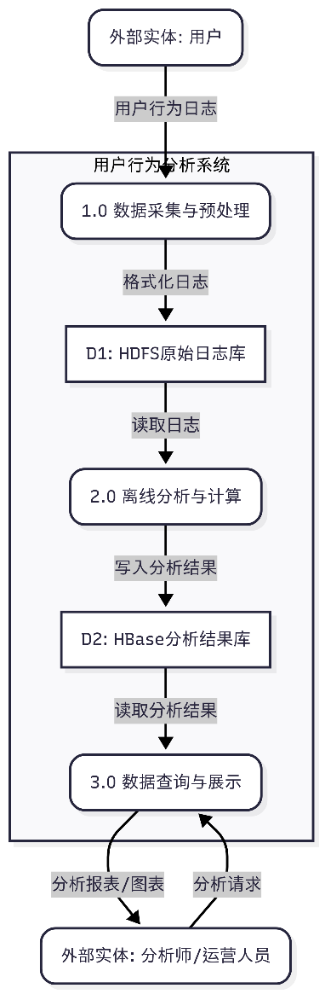 外部实体: 用户
用户行为日志
用户行为分析系统
1.0 数据采集与预处理
格式化日志
D1: HDFS原始日志库
读取日志
2.0 离线分析与计算
写入分析结果
D2: HBase分析结果库
读取分析结果
3.0 数据查询与展示
分析报表/图表
分析请求
外部实体: 分析师/运营人员